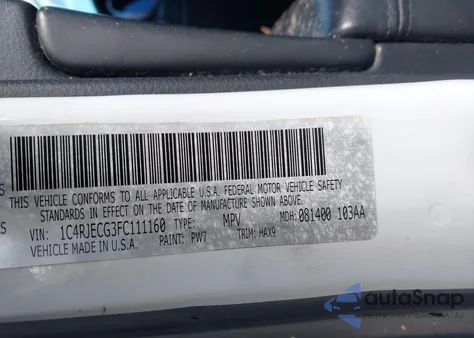 THIS VEHICLE CONFORMS TO ALL APPLICABLE U.S.A. FEDERAL MOTOR VEHICLE SAFETY
STANDARDS IN EFFECT ON THE DATE OF MANUFACTURE SHOWN ABOVE.
VIN: 1C4RJECG3FC111160 TYPE: MPV MDH: 081400 103AA
VEHICLE MADE IN U.S.A. PAINT: PW7 TRIM: HAX9
autoSnap